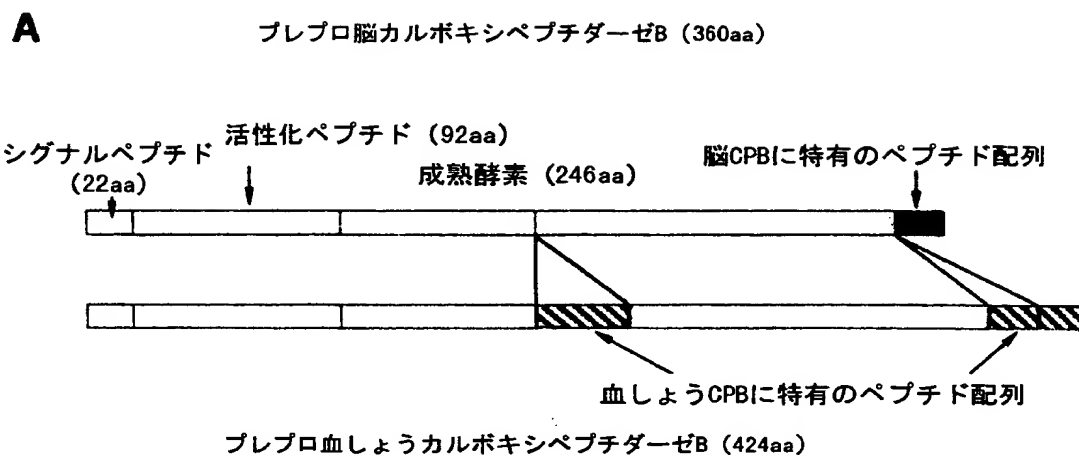 A
プレプロ脳カルボキシペプチダーゼB（360aa）
シグナルペプチド
（22aa）
活性化ペプチド（92aa）
成熟酵素（246aa）
脳CPBに特有のペプチド配列
血しょうCPBに特有のペプチド配列
プレプロ血しょうカルボキシペプチダーゼB（424aa）